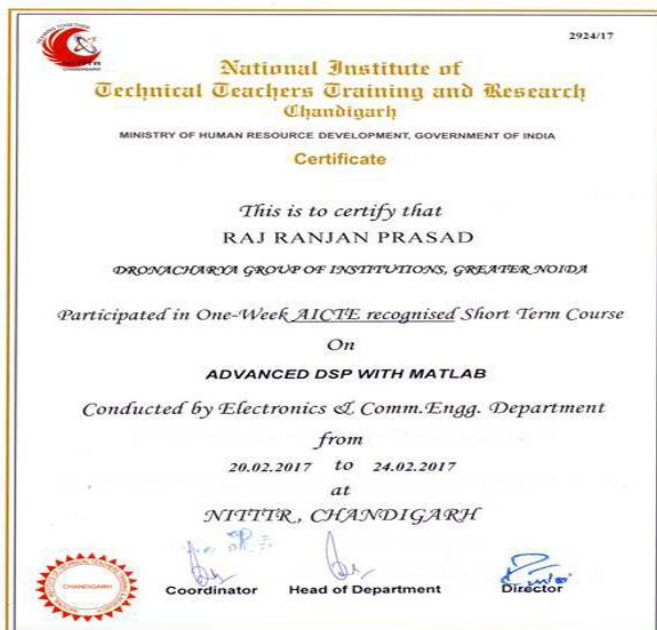 2924/17
NITTTR
CHANDIGARH
National Institute of
Technical Teachers Training and Research
Chandigarh
MINISTRY OF HUMAN RESOURCE DEVELOPMENT, GOVERNMENT OF INDIA
Certificate
This is to certify that
RAJ RANJAN PRASAD
DRONACHARYA GROUP OF INSTITUTIONS, GREATER NOIDA
Participated in One-Week AICTE recognised Short Term Course
On
ADVANCED DSP WITH MATLAB
Conducted by Electronics & Comm.Engg. Department
from
20.02.2017 to 24.02.2017
at
NITTTR, CHANDIGARH
CHANDIGARH
Coordinator Head of Department Director